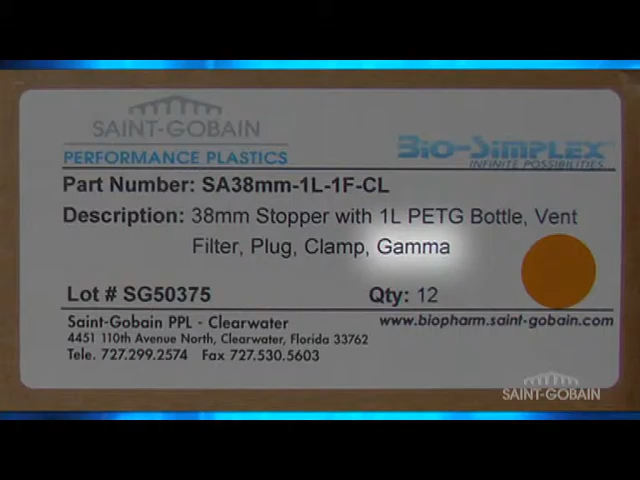 SAINT-GOBAIN
PERFORMANCE PLASTICS
BIO-SIMPLEX
INFINITE POSSIBILITIES
Part Number: SA38mm-1L-1F-CL
Description: 38mm Stopper with 1L PETG Bottle, Vent
Filter, Plug, Clamp, Gamma
Lot # SG50375 Qty: 12
Saint-Gobain PPL - Clearwater www.biopharm.saint-gobain.com
4451 110th Avenue North, Clearwater, Florida 33762
Tele. 727.299.2574 Fax 727.530.5603
SAINT-GOBAIN